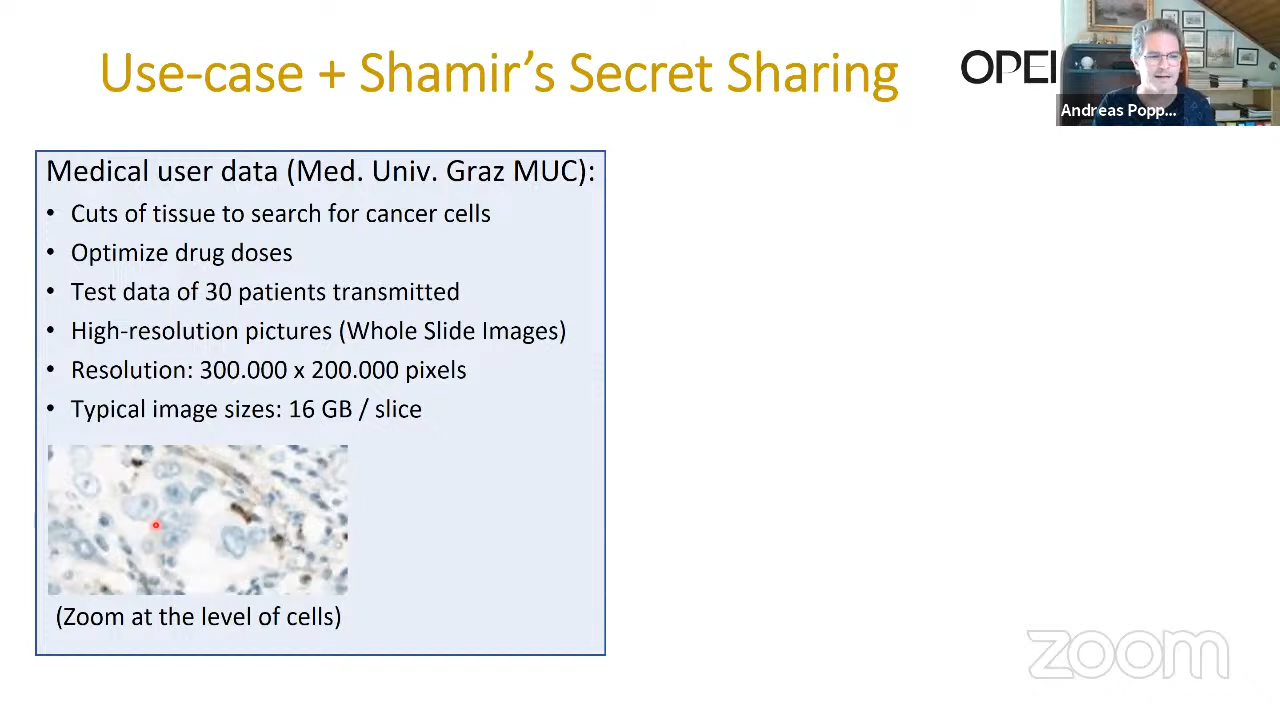 Use-case + Shamir’s Secret Sharing
OPEI
Andreas Popp...
Medical user data (Med. Univ. Graz MUC):
• Cuts of tissue to search for cancer cells
• Optimize drug doses
• Test data of 30 patients transmitted
• High-resolution pictures (Whole Slide Images)
• Resolution: 300.000 x 200.000 pixels
• Typical image sizes: 16 GB / slice
(Zoom at the level of cells)
zoom